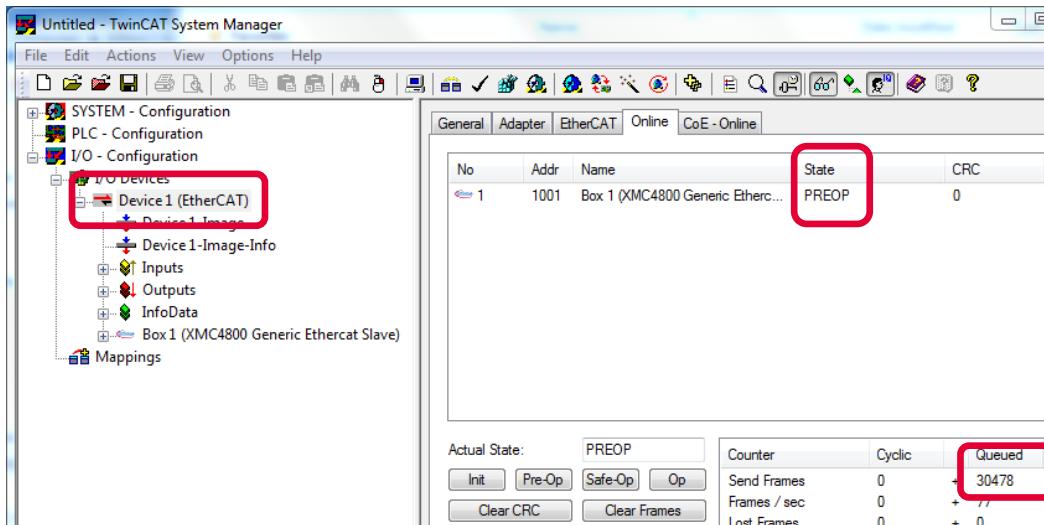 Untitled - TwinCAT System Manager
File Edit Actions View Options Help
SYSTEM - Configuration
PLC - Configuration
I/O - Configuration
I/O Devices
Device 1 (EtherCAT)
Device 1-Image
Device 1-Image-Info
Inputs
Outputs
InfoData
Box 1 (XMC4800 Generic Ethercat Slave)
Mappings
General Adapter EtherCAT Online CoE - Online
No Addr Name State CRC
1 1001 Box 1 (XMC4800 Generic Etherc... PREOP 0
Actual State: PREOP
Init Pre-Op Safe-Op Op
Clear CRC Clear Frames
Counter Cyclic Queued
Send Frames 0 + 30478
Frames / sec 0 + 77
Lost Frames 0 + 0